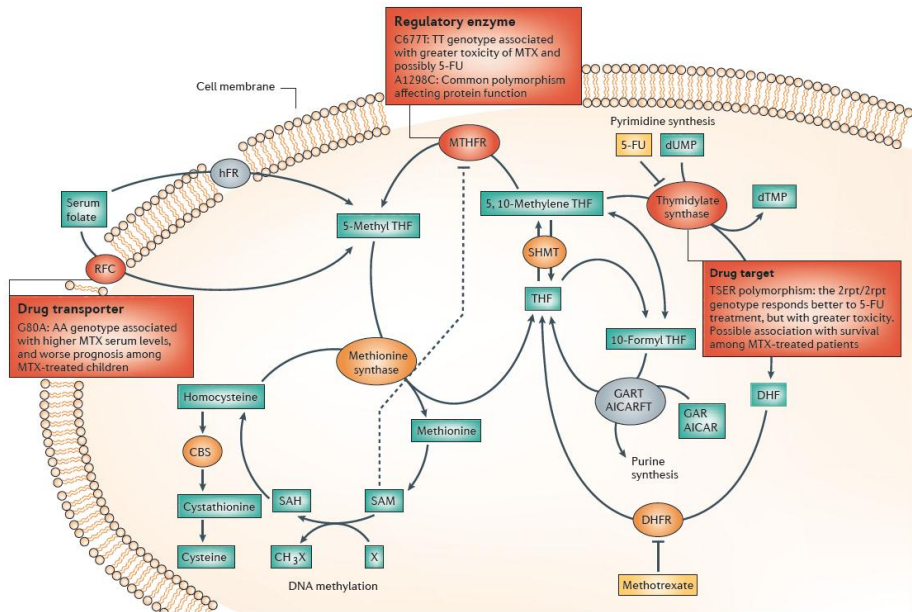 Regulatory enzyme
C677T: TT genotype associated
with greater toxicity of MTX and
possibly 5-FU
A1298C: Common polymorphism
affecting protein function
Cell membrane
Pyrimidine synthesis
5-FU
dUMP
MTHFR
hFR
Serum
folate
5-Methyl THF
5, 10-Methylene THF
Thymidylate
synthase
dTMP
SHMT
RFC
THF
Drug transporter
G80A: AA genotype associated
with higher MTX serum levels,
and worse prognosis among
MTX-treated children
Drug target
TSER polymorphism: the 2rpt/2rpt
genotype responds better to 5-FU
treatment, but with greater toxicity.
Possible association with survival
among MTX-treated patients
10-Formyl THF
Methionine
synthase
Homocysteine
GART
AICARFT
GAR
AICAR
DHF
Methionine
CBS
Purine
synthesis
Cystathionine
SAH
SAM
DHFR
Cysteine
CH3X
X
DNA methylation
Methotrexate